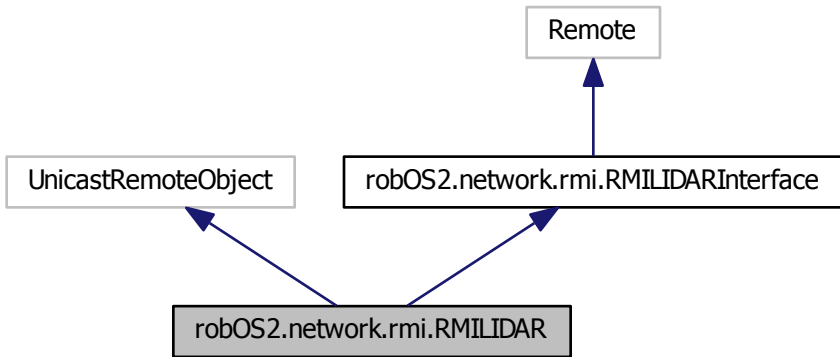 Remote
UnicastRemoteObject
robOS2.network.rmi.RMILIDARInterface
robOS2.network.rmi.RMILIDAR